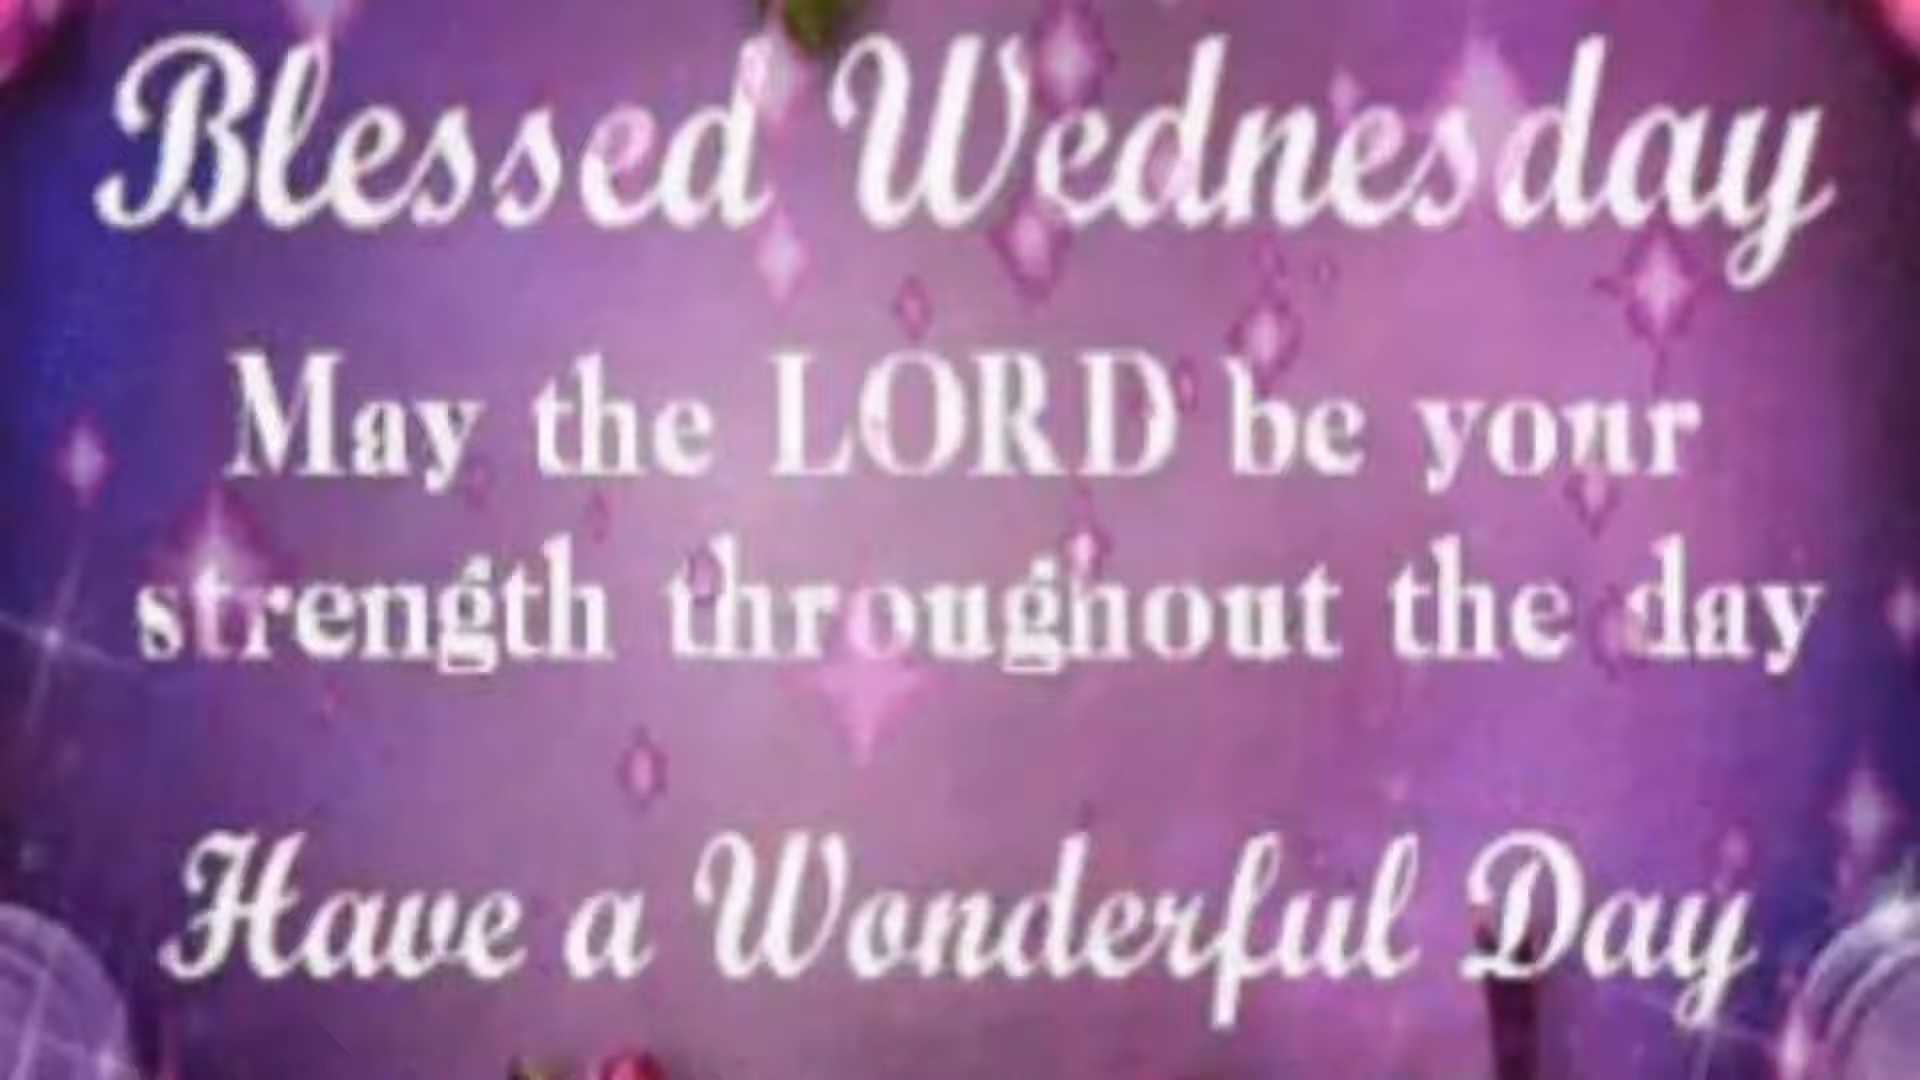 Blessed Wednesday
May the LORD be your
strength throughout the day
Have a Wonderful Day